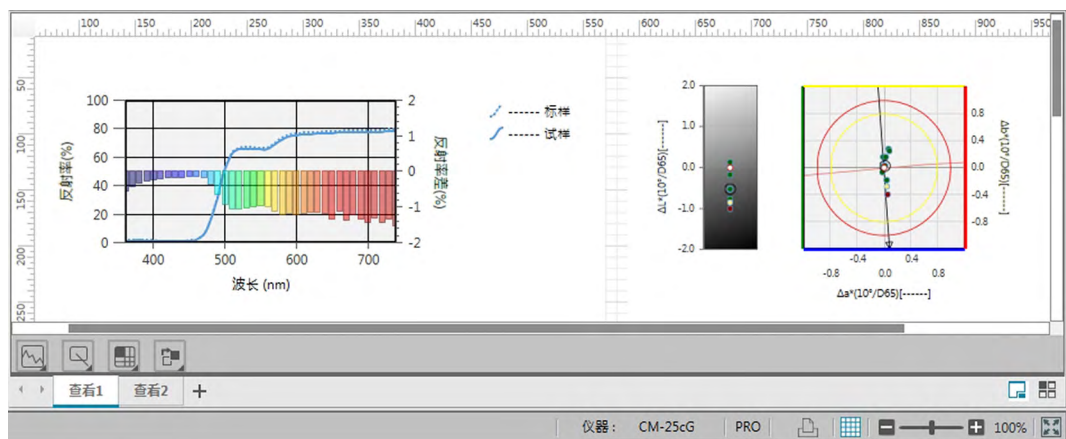 100 150 200 250 300 350 400 450 500 550 600 650 700 750 800 850 900 950
50
100
150
200
250
反射率(%)
100
80
60
40
20
0
2
1
0
-1
-2
反射率差(%)
400 500 600 700
波长 (nm)
------ 标样
------ 试样
ΔL*(10°/D65)[------]
2.0
1.0
0.0
-1.0
-2.0
0.8
0.4
0.0
-0.4
-0.8
Δb*(10°/D65)[------]
-0.4 0.4
-0.8 0.0 0.8
Δa*(10°/D65)[------]
查看1 查看2 +
仪器： CM-25cG PRO 100%